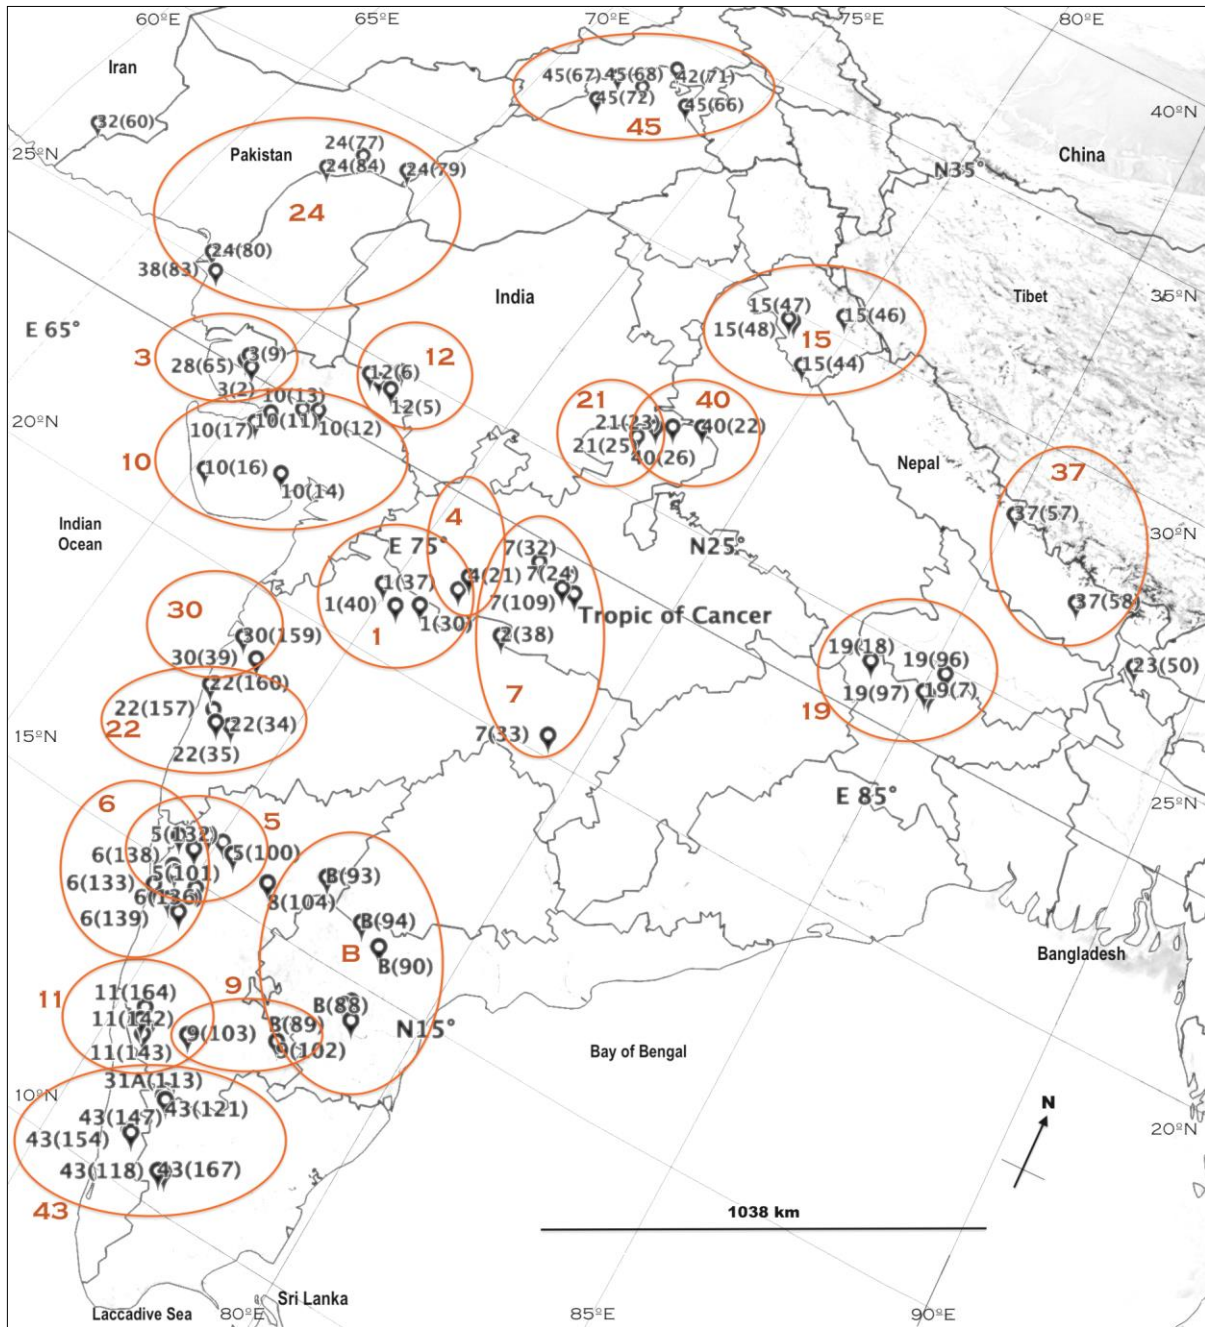 60ºE
65ºE
70ºE
75ºE
80ºE
Iran
45(67)
45(68)
42(71)
45(72)
45(66)
45
40ºN
32(60)
25ºN
Pakistan
24(77)
24(84)
24(79)
China
N35°
24
24(80)
38(83)
India
35ºN
Tibet
E 65°
15(47)
15(46)
15(48)
15
15(44)
3
3(9)
28(65)
3(2)
12
12(6)
12(5)
21
40
20ºN
10(13)
10(17)
10(11)
10(12)
21(23)
40(22)
21(25)
40(26)
10
10(16)
10(14)
Nepal
37
37(57)
Indian
Ocean
4
E 75°
N25°
30ºN
7(32)
1(37)
4(21)
7(24)
1(40)
7(109)
37(58)
30
1(30)
Tropic of Cancer
1
30(159)
2(38)
19(18)
19(96)
30(39)
23(50)
22(160)
19(97)
19(7)
22(157)
7
19
22
22(34)
7(33)
15ºN
22(35)
E 85°
6
5
25ºN
5(132)
6(138)
5(100)
5(101)
6(133)
B(93)
6(136)
8(104)
6(139)
B(94)
B
B(90)
Bangladesh
9
11
11(164)
B(88)
11(142)
B(89)
N15°
9(103)
11(143)
9(102)
Bay of Bengal
31A(113)
10ºN
43(121)
N
43(147)
20ºN
43(154)
43(118)
43(167)
43
1038 km
Sri Lanka
Laccadive Sea
80ºE
85ºE
90ºE